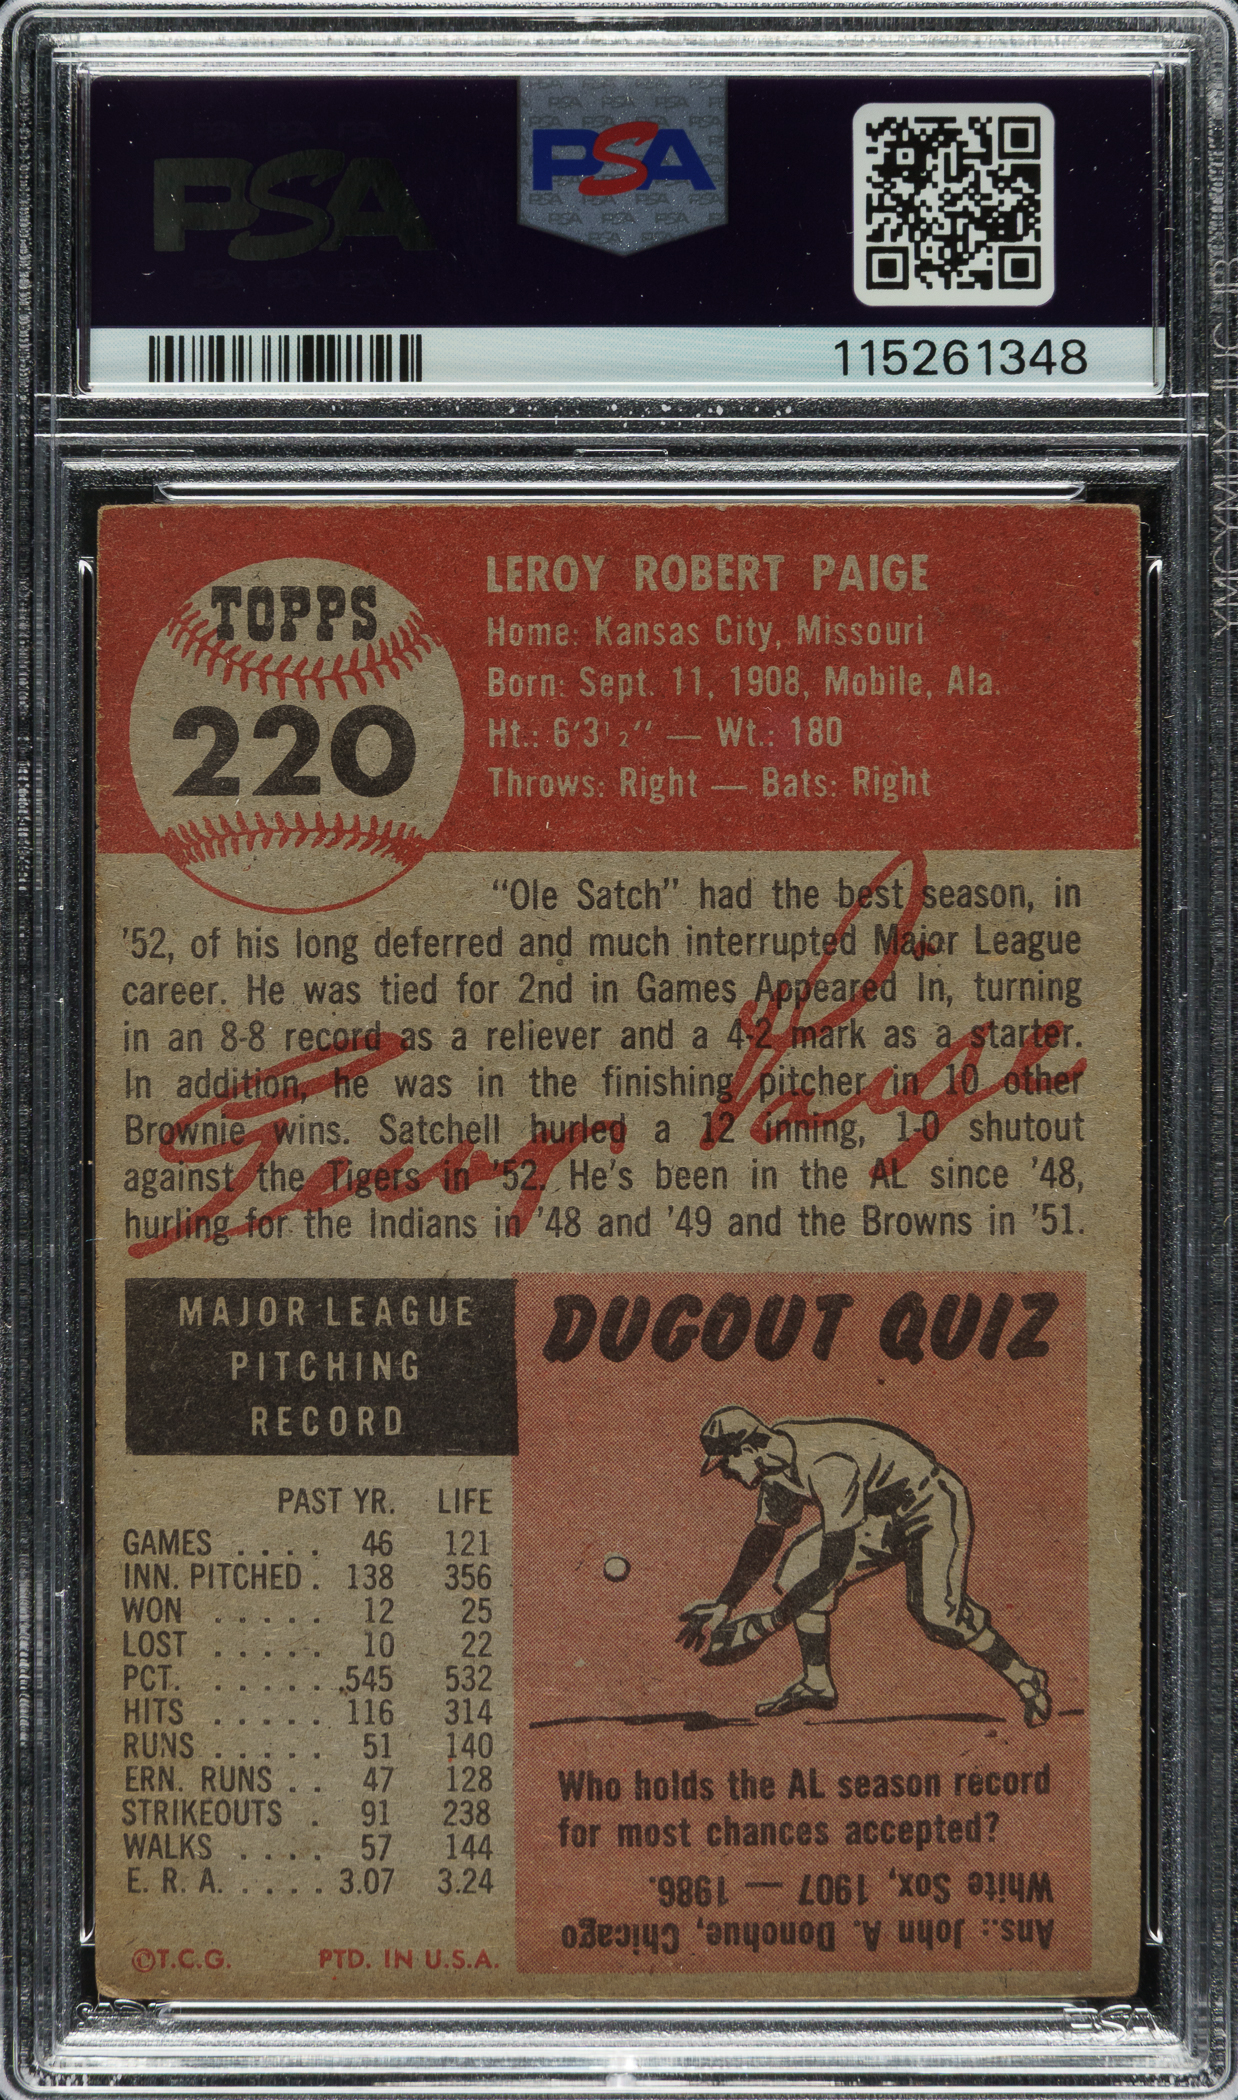 PSA
PSA
115261348
TOPPS
220
LEROY ROBERT PAIGE
Home: Kansas City, Missouri
Born: Sept. 11, 1908, Mobile, Ala.
Ht.: 6'3½" — Wt.: 180
Throws: Right — Bats: Right
"Ole Satch" had the best season, in
'52, of his long deferred and much interrupted Major League
career. He was tied for 2nd in Games Appeared In, turning
in an 8-8 record as a reliever and a 4-2 mark as a starter.
In addition, he was in the finishing pitcher in 10 other
Brownie wins. Satchell hurled a 12 inning, 1-0 shutout
against the Tigers in '52. He's been in the AL since '48,
hurling for the Indians in '48 and '49 and the Browns in '51.
Leroy Paige
MAJOR LEAGUE
PITCHING
RECORD
PAST YR. LIFE
GAMES . . . . 46 121
INN. PITCHED . 138 356
WON . . . . . 12 25
LOST . . . . . 10 22
PCT. . . . . . .545 532
HITS . . . . . 116 314
RUNS . . . . . 51 140
ERN. RUNS . . 47 128
STRIKEOUTS . 91 238
WALKS . . . . 57 144
E. R. A. . . . . 3.07 3.24
©T.C.G. PTD. IN U.S.A.
DUGOUT QUIZ
Who holds the AL season record
for most chances accepted?
Ans.: John A. Donohue, Chicago
White Sox, 1907 — 1986.
PSA